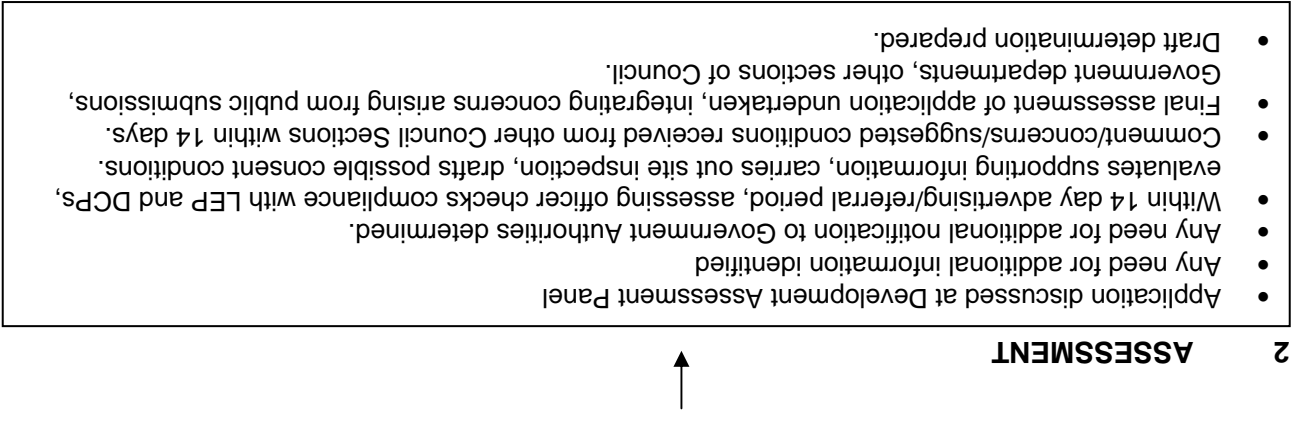 2 ASSESSMENT
• Application discussed at Development Assessment Panel
• Any need for additional information identified
• Any need for additional notification to Government Authorities determined.
• Within 14 day advertising/referral period, assessing officer checks compliance with LEP and DCPs,
evaluates supporting information, carries out site inspection, drafts possible consent conditions.
• Comment/concerns/suggested conditions received from other Council Sections within 14 days.
• Final assessment of application undertaken, integrating concerns arising from public submissions,
Government departments, other sections of Council.
• Draft determination prepared.